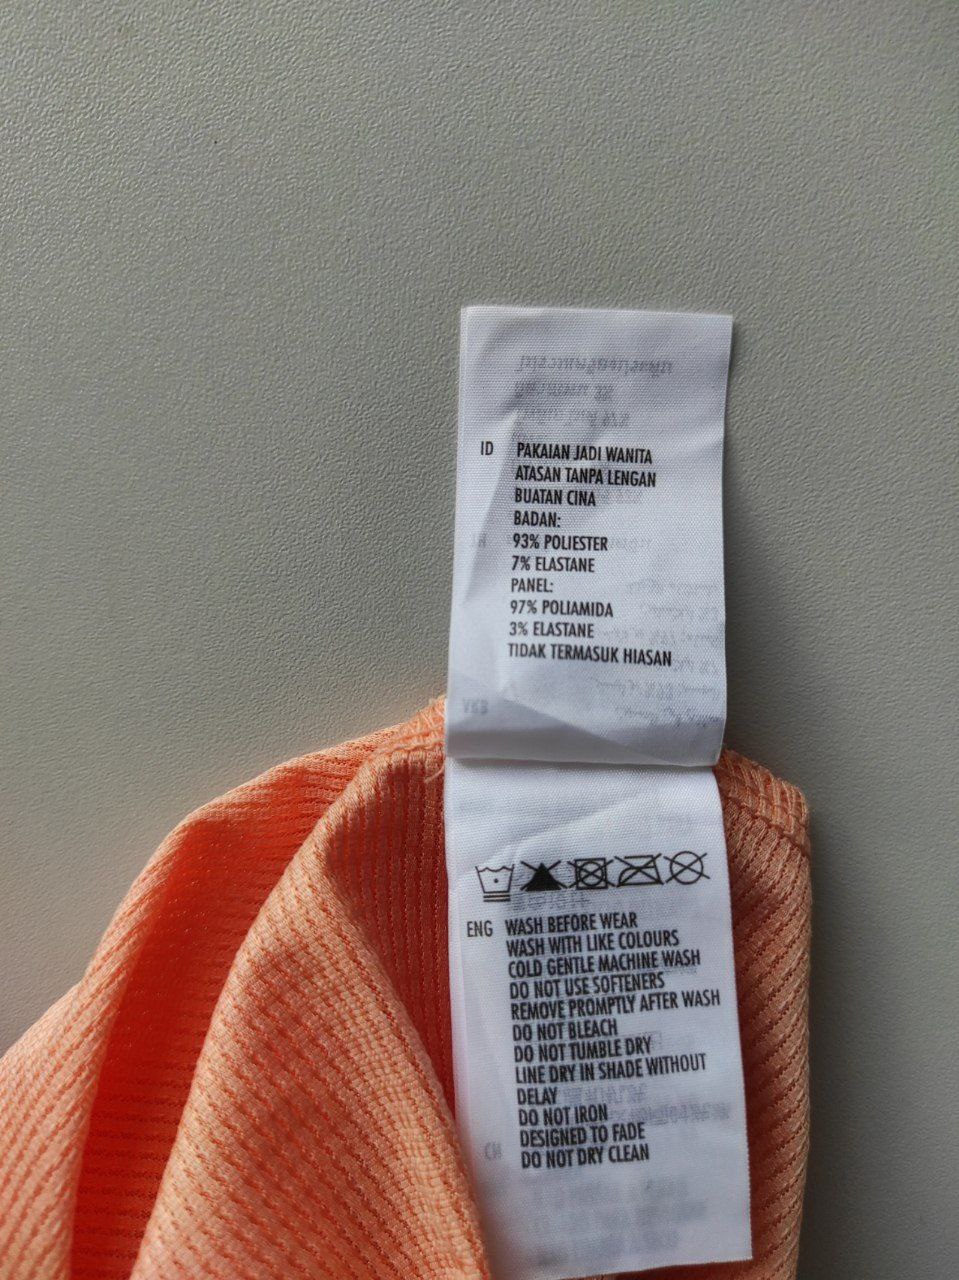 ID PAKAIAN JADI WANITA
ATASAN TANPA LENGAN
BUATAN CINA
BADAN:
93% POLIESTER
7% ELASTANE
PANEL:
97% POLIAMIDA
3% ELASTANE
TIDAK TERMASUK HIASAN
ENG WASH BEFORE WEAR
WASH WITH LIKE COLOURS
COLD GENTLE MACHINE WASH
DO NOT USE SOFTENERS
REMOVE PROMPTLY AFTER WASH
DO NOT BLEACH
DO NOT TUMBLE DRY
LINE DRY IN SHADE WITHOUT
DELAY
DO NOT IRON
DESIGNED TO FADE
DO NOT DRY CLEAN